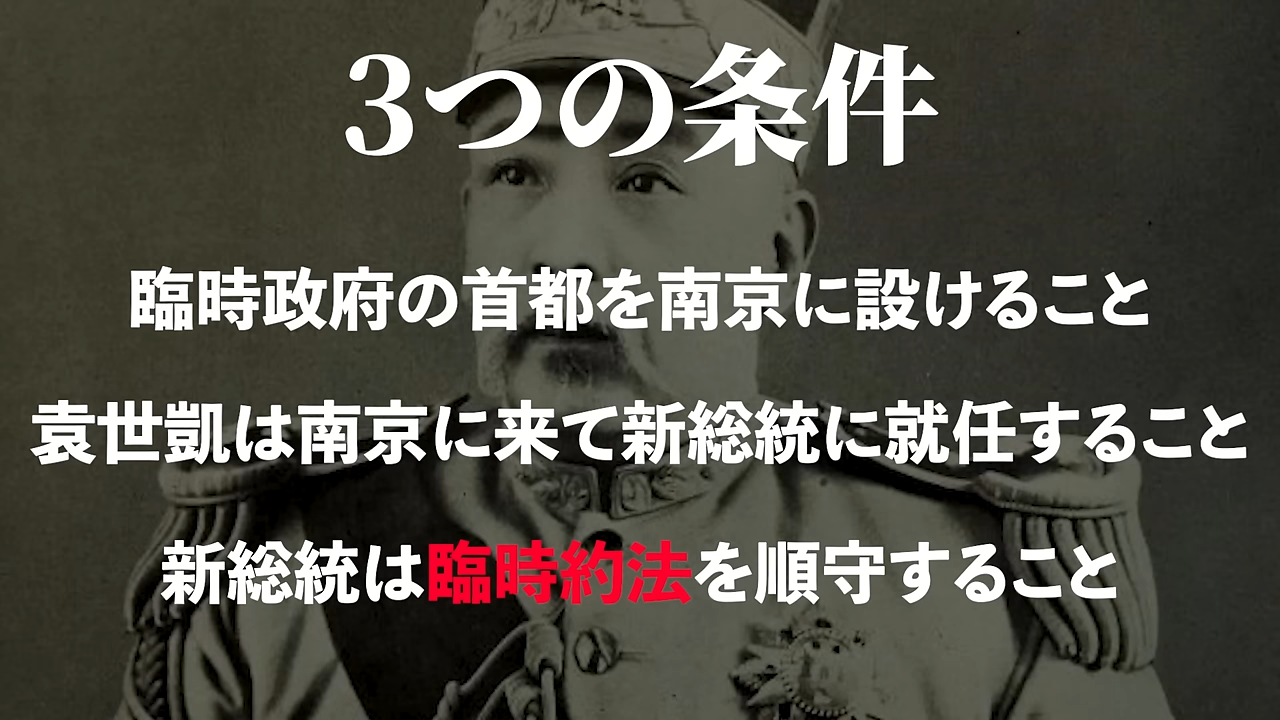 3つの条件
臨時政府の首都を南京に設けること
袁世凱は南京に来て新総統に就任すること
新総統は臨時約法を順守すること